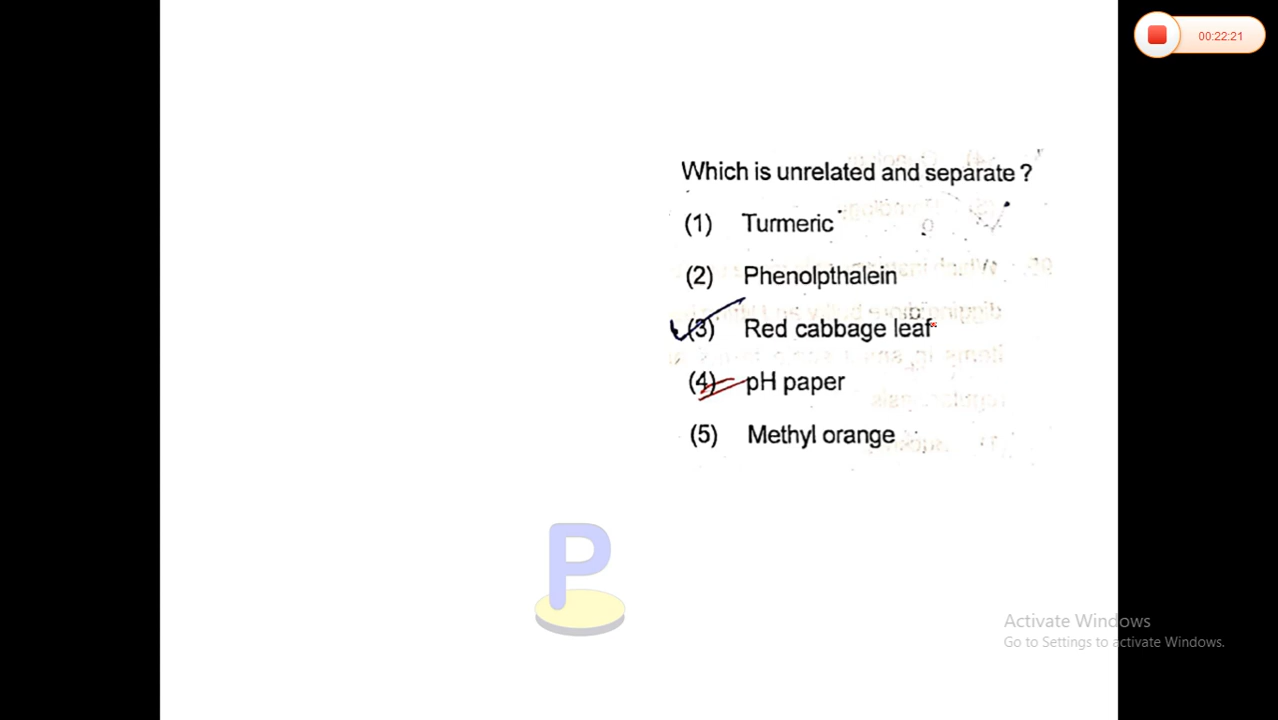 00:22:21
Which is unrelated and separate ?
(1) Turmeric
(2) Phenolpthalein
(3) Red cabbage leaf
(4) pH paper
(5) Methyl orange
P
Activate Windows
Go to Settings to activate Windows.